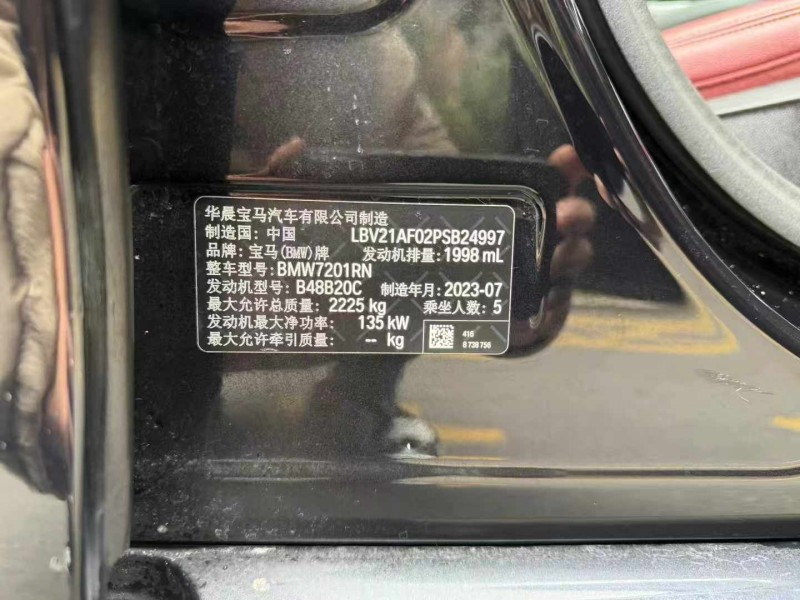 华晨宝马汽车有限公司制造
制造国: 中国 LBV21AF02PSB24997
品牌: 宝马(BMW)牌 发动机排量: 1998 mL
整车型号: BMW7201RN
发动机型号: B48B20C 制造年月: 2023-07
最大允许总质量: 2225 kg 乘坐人数: 5
发动机最大净功率: 135 kW
最大允许牵引质量: -- kg
416
8 738 756